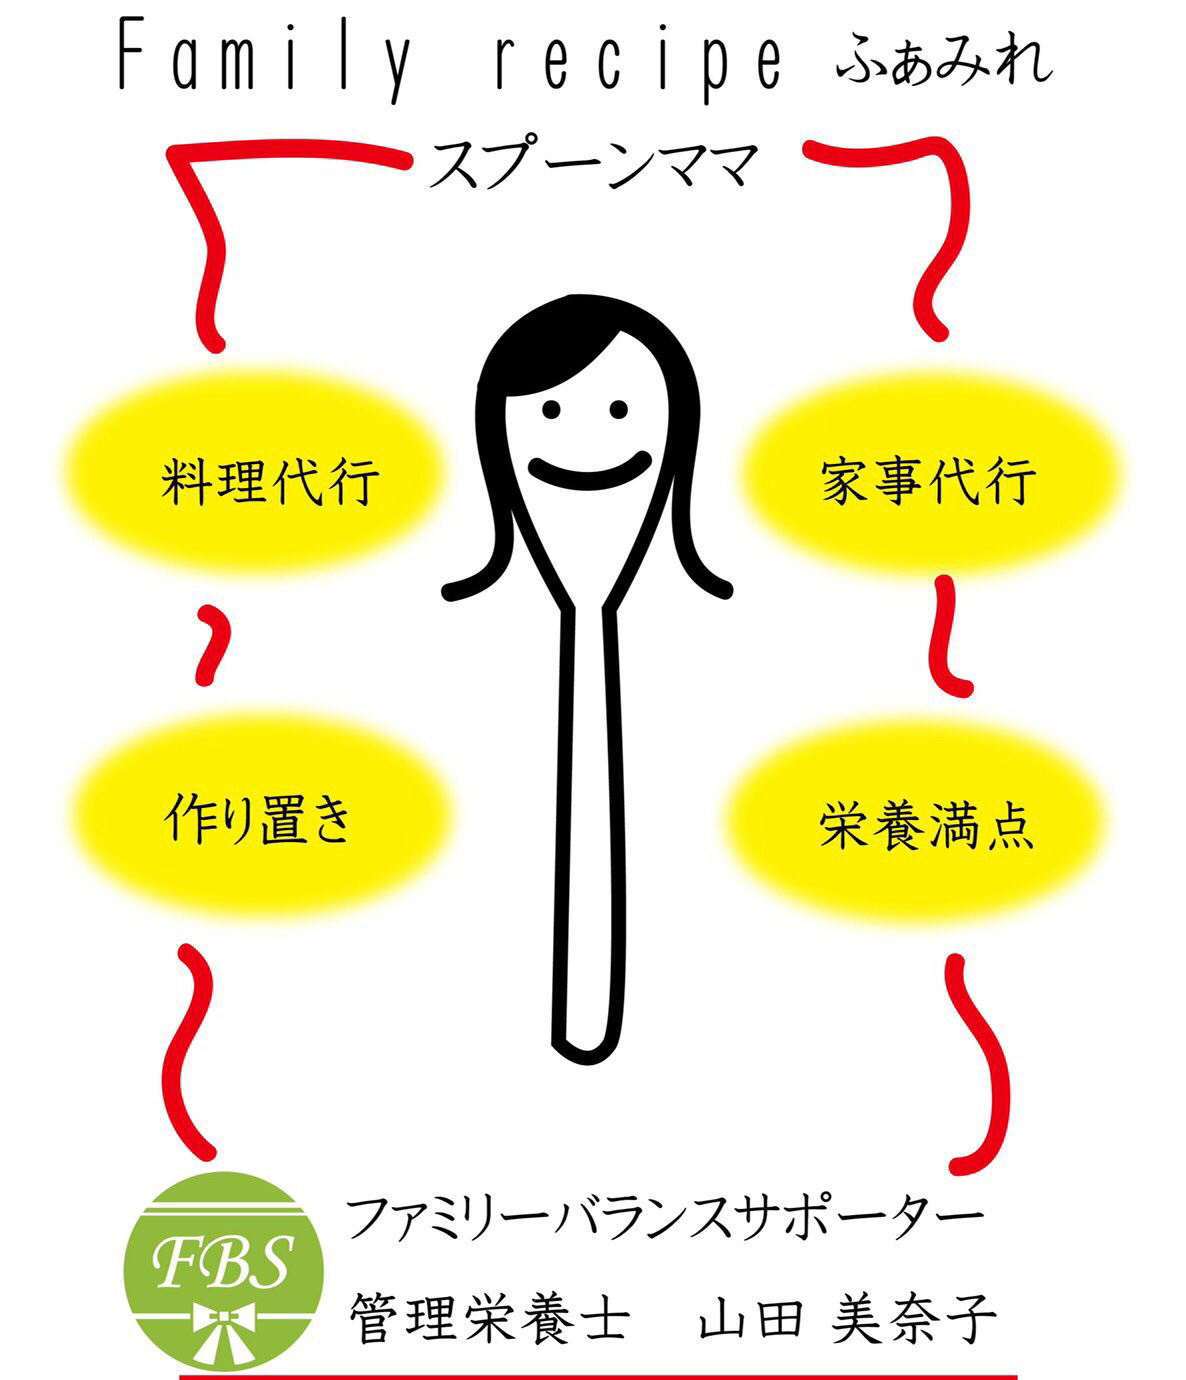 Family recipe ふぁみれ
スプーンママ
料理代行
家事代行
作り置き
栄養満点
FBS
ファミリーバランスサポーター
管理栄養士 山田 美奈子